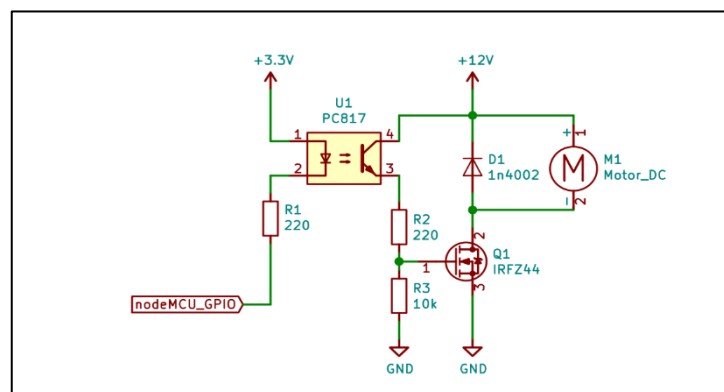 +3.3V
+12V
U1
PC817
1
4
2
3
D1
1n4002
+
1
M
M1
Motor_DC
-
2
R1
220
R2
220
2
Q1
IRFZ44
1
3
R3
10k
nodeMCU_GPIO
GND
GND